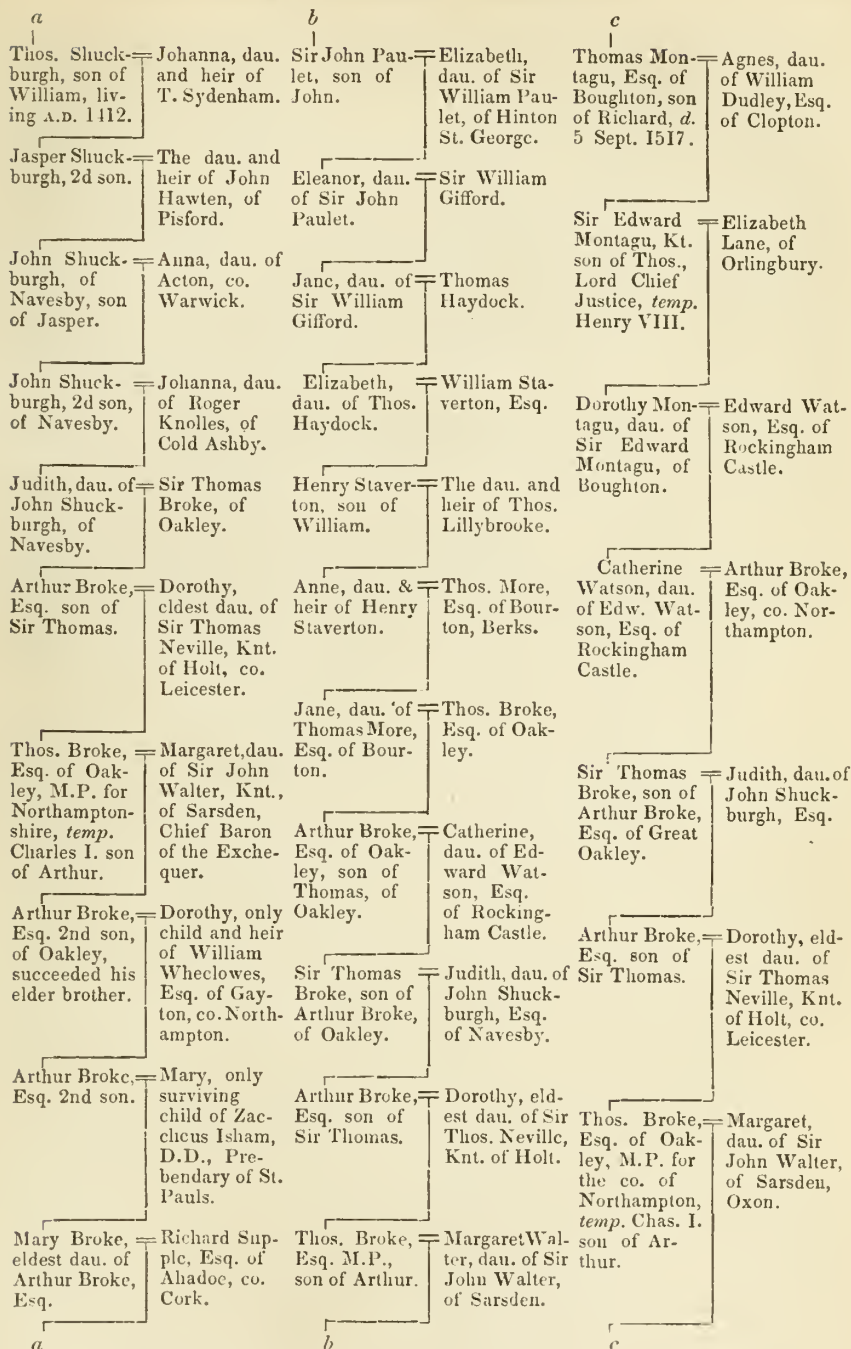 a
Thos. Shuck-
burgh, son of
William, liv-
ing A.D. 1412.
Johanna, dau.
and heir of
T. Sydenham.
Jasper Shuck-
burgh, 2d son.
The dau. and
heir of John
Hawten, of
Pisford.
John Shuck-
burgh, of
Navesby, son
of Jasper.
Anna, dau. of
Acton, co.
Warwick.
John Shuck-
burgh, 2d son,
of Navesby.
Johanna, dau.
of Roger
Knolles, of
Cold Ashby.
Judith, dau. of
John Shuck-
burgh, of
Navesby.
Sir Thomas
Broke, of
Oakley.
Arthur Broke,
Esq. son of
Sir Thomas.
Dorothy,
eldest dau. of
Sir Thomas
Neville, Knt.
of Holt, co.
Leicester.
Thos. Broke,
Esq. of Oak-
ley, M.P. for
Northampton-
shire, temp.
Charles I. son
of Arthur.
Margaret, dau.
of Sir John
Walter, Knt.,
of Sarsden,
Chief Baron
of the Exche-
quer.
Arthur Broke,
Esq. 2nd son,
of Oakley,
succeeded his
elder brother.
Dorothy, only
child and heir
of William
Wheelowes,
Esq. of Gay-
ton, co. North-
ampton.
Arthur Broke,
Esq. 2nd son.
Mary, only
surviving
child of Zac-
cheus Isham,
D.D., Pre-
bendary of St.
Pauls.
Mary Broke,
eldest dau. of
Arthur Broke,
Esq.
Richard Sup-
ple, Esq. of
Ahadoe, co.
Cork.
a
b
Sir John Pau-
let, son of
John.
Elizabeth,
dau. of Sir
William Pau-
let, of Hinton
St. George.
Eleanor, dau.
of Sir John
Paulet.
Sir William
Gifford.
Jane, dau. of
Sir William
Gifford.
Thomas
Haydock.
Elizabeth,
dau. of Thos.
Haydock.
William Sta-
verton, Esq.
Henry Staver-
ton, son of
William.
The dau. and
heir of Thos.
Lillybrooke.
Anne, dau. &
heir of Henry
Staverton.
Thos. More,
Esq. of Bour-
ton, Berks.
Jane, dau. of
Thomas More,
Esq. of Bour-
ton.
Thos. Broke,
Esq. of Oak-
ley.
Arthur Broke,
Esq. of Oak-
ley, son of
Thomas, of
Oakley.
Catherine,
dau. of Ed-
ward Wat-
son, Esq.
of Rocking-
ham Castle.
Sir Thomas
Broke, son of
Arthur Broke,
of Oakley.
Judith, dau. of
John Shuck-
burgh, Esq.
of Navesby.
Arthur Broke,
Esq. son of
Sir Thomas.
Dorothy, eld-
est dau. of Sir
Thos. Neville,
Knt. of Holt.
Thos. Broke,
Esq. M.P.,
son of Arthur.
Margaret Wal-
ter, dau. of Sir
John Walter,
of Sarsden.
b
c
Thomas Mon-
tagu, Esq. of
Boughton, son
of Richard, d.
5 Sept. 1517.
Agnes, dau.
of William
Dudley, Esq.
of Clopton.
Sir Edward
Montagu, Kt.
son of Thos.,
Lord Chief
Justice, temp.
Henry VIII.
Elizabeth
Lane, of
Orlingbury.
Dorothy Mon-
tagu, dau. of
Sir Edward
Montagu, of
Boughton.
Edward Wat-
son, Esq. of
Rockingham
Castle.
Catherine
Watson, dau.
of Edw. Wat-
son, Esq. of
Rockingham
Castle.
Arthur Broke,
Esq. of Oak-
ley, co. Nor-
thampton.
Sir Thomas
Broke, son of
Arthur Broke,
Esq. of Great
Oakley.
Judith, dau. of
John Shuck-
burgh, Esq.
Arthur Broke,
Esq. son of
Sir Thomas.
Dorothy, eld-
est dau. of
Sir Thomas
Neville, Knt.
of Holt, co.
Leicester.
Thos. Broke,
Esq. of Oak-
ley, M.P. for
the co. of
Northampton,
temp. Chas. I.
son of Ar-
thur.
Margaret,
dau. of Sir
John Walter,
of Sarsden,
Oxon.
c